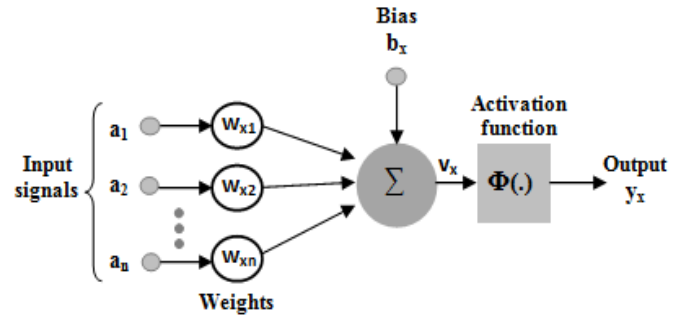 Bias
bₓ
Activation
function
Input
signals
a₁
a₂
aₙ
Wₓ₁
Wₓ₂
Wₓₙ
Weights
Σ
vₓ
Φ(.)
Output
yₓ